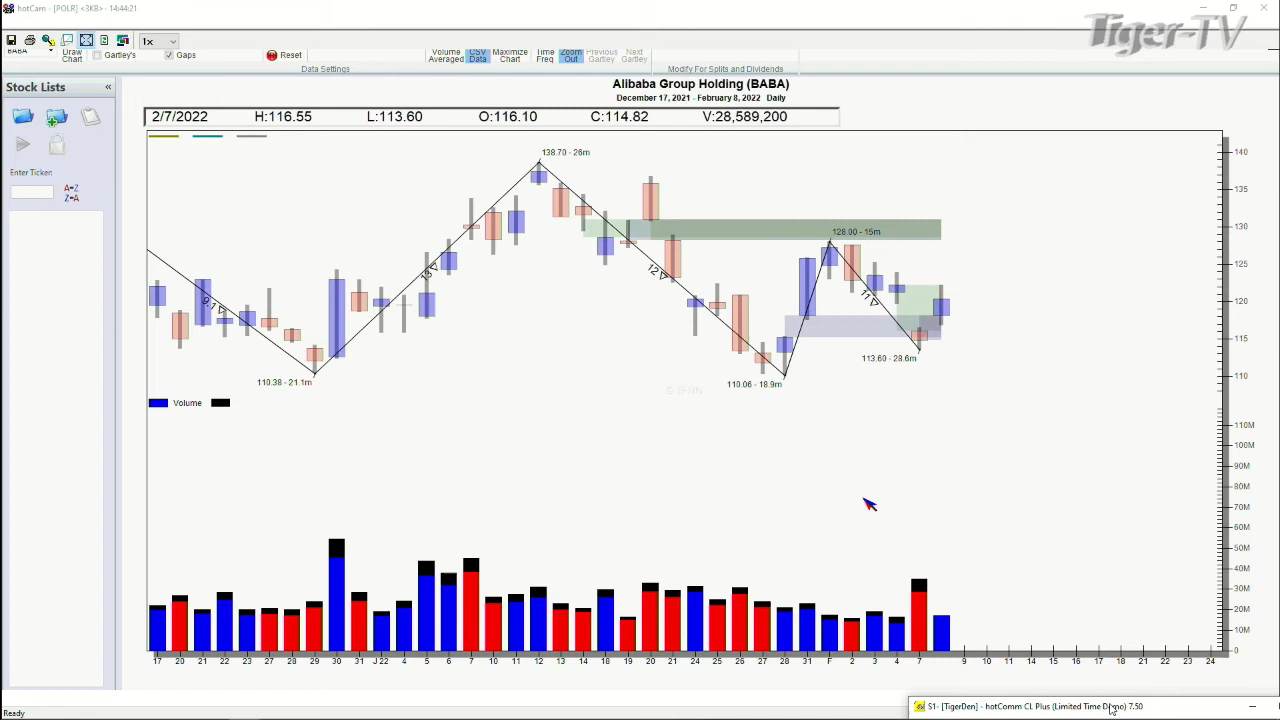 hotCam - [POLR] <3KB> - 14:44:21
Tiger-TV
1x
BABA
Draw Chart
Gartley's
Gaps
Reset
Volume Averaged
CSV Data
Maximize Chart
Time Freq
Zoom Out
Previous Gartley
Next Gartley
Data Settings
Modify For Splits and Dividends
Stock Lists
«
Enter Ticker:
A=Z
Z=A
Alibaba Group Holding (BABA)
December 17, 2021 - February 8, 2022 Daily
2/7/2022 H:116.55 L:113.60 O:116.10 C:114.82 V:28,589,200
138.70 - 26m
128.00 - 15m
9.1
13
12
11
110.38 - 21.1m
110.06 - 18.9m
113.60 - 28.6m
© TFNN
Volume
140
135
130
125
120
115
110
110M
100M
90M
80M
70M
60M
50M
40M
30M
20M
10M
0
17 20 21 22 23 27 28 29 30 31 J22 4 5 6 7 10 11 12 13 14 18 19 20 21 24 25 26 27 28 31 F 2 3 4 7 9 10 11 14 15 16 17 18 22 23 24
S1- [TigerDen] - hotComm CL Plus (Limited Time Demo) 7.50
Ready